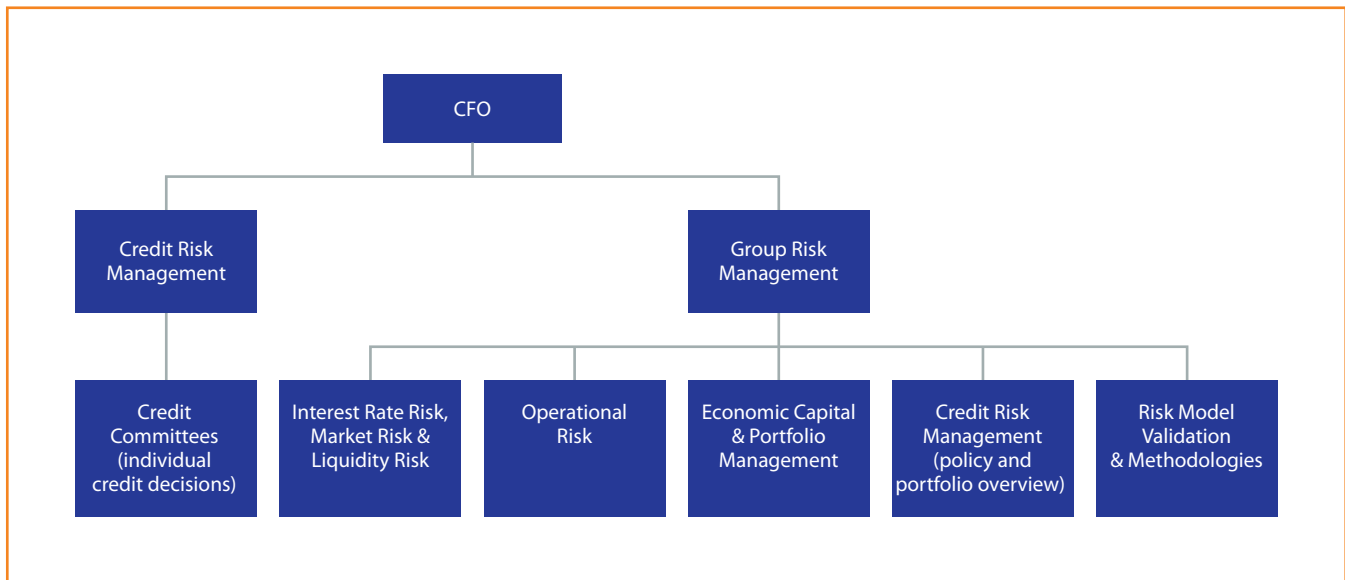 CFO
Credit Risk
Management
Group Risk
Management
Credit
Committees
(individual
credit decisions)
Interest Rate Risk,
Market Risk &
Liquidity Risk
Operational
Risk
Economic Capital
& Portfolio
Management
Credit Risk
Management
(policy and
portfolio overview)
Risk Model
Validation
& Methodologies